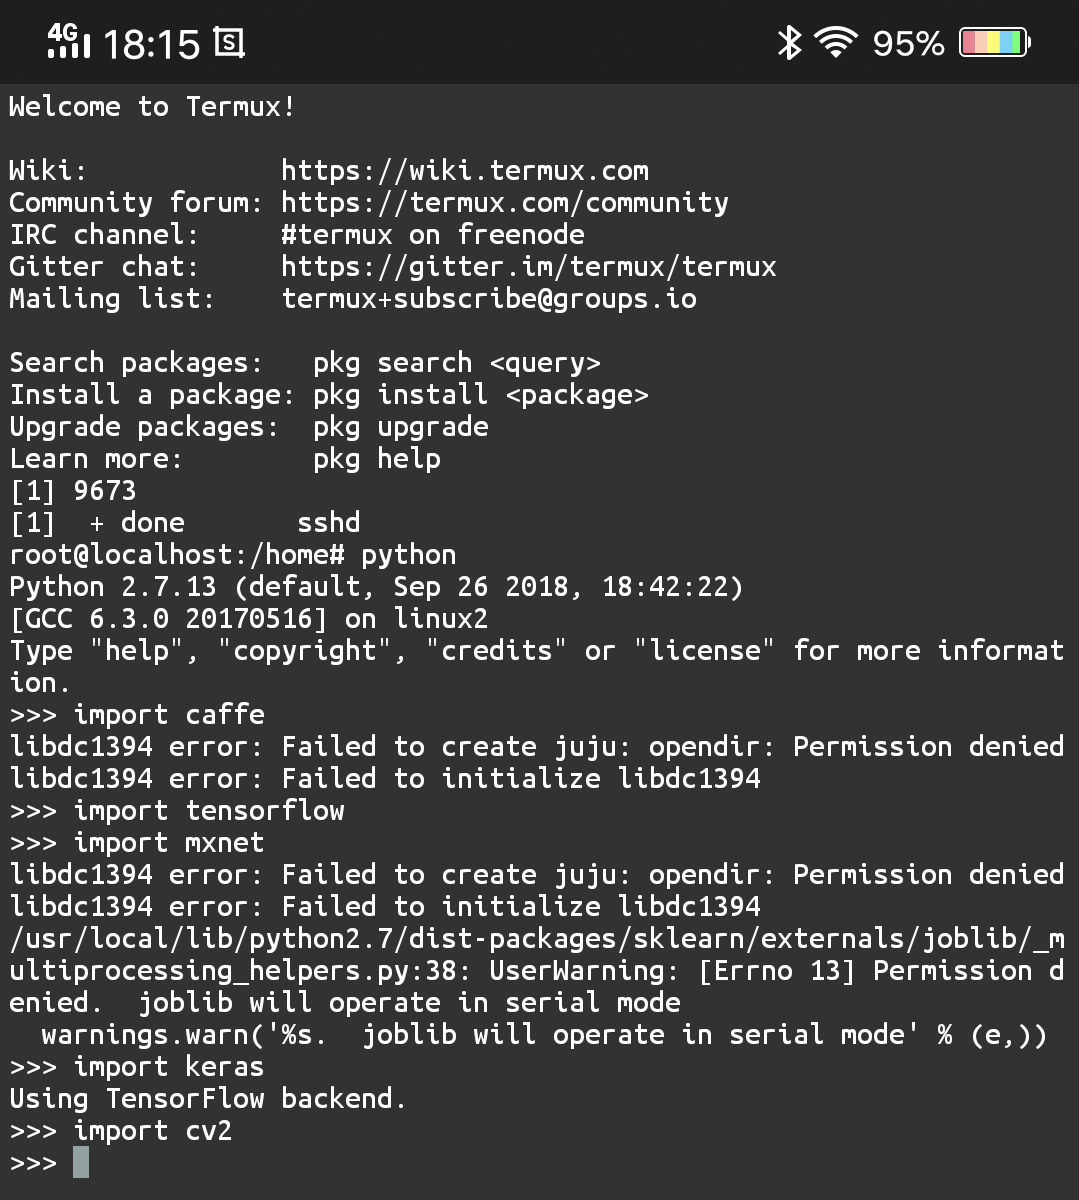 4G 18:15 S 95%
Welcome to Termux!
Wiki:            https://wiki.termux.com
Community forum: https://termux.com/community
IRC channel:     #termux on freenode
Gitter chat:     https://gitter.im/termux/termux
Mailing list:    termux+subscribe@groups.io
Search packages:   pkg search <query>
Install a package: pkg install <package>
Upgrade packages:  pkg upgrade
Learn more:        pkg help
[1] 9673
[1]  + done       sshd
root@localhost:/home# python
Python 2.7.13 (default, Sep 26 2018, 18:42:22)
[GCC 6.3.0 20170516] on linux2
Type "help", "copyright", "credits" or "license" for more informat
ion.
>>> import caffe
libdc1394 error: Failed to create juju: opendir: Permission denied
libdc1394 error: Failed to initialize libdc1394
>>> import tensorflow
>>> import mxnet
libdc1394 error: Failed to create juju: opendir: Permission denied
libdc1394 error: Failed to initialize libdc1394
/usr/local/lib/python2.7/dist-packages/sklearn/externals/joblib/_m
ultiprocessing_helpers.py:38: UserWarning: [Errno 13] Permission d
enied.  joblib will operate in serial mode
  warnings.warn('%s.  joblib will operate in serial mode' % (e,))
>>> import keras
Using TensorFlow backend.
>>> import cv2
>>>